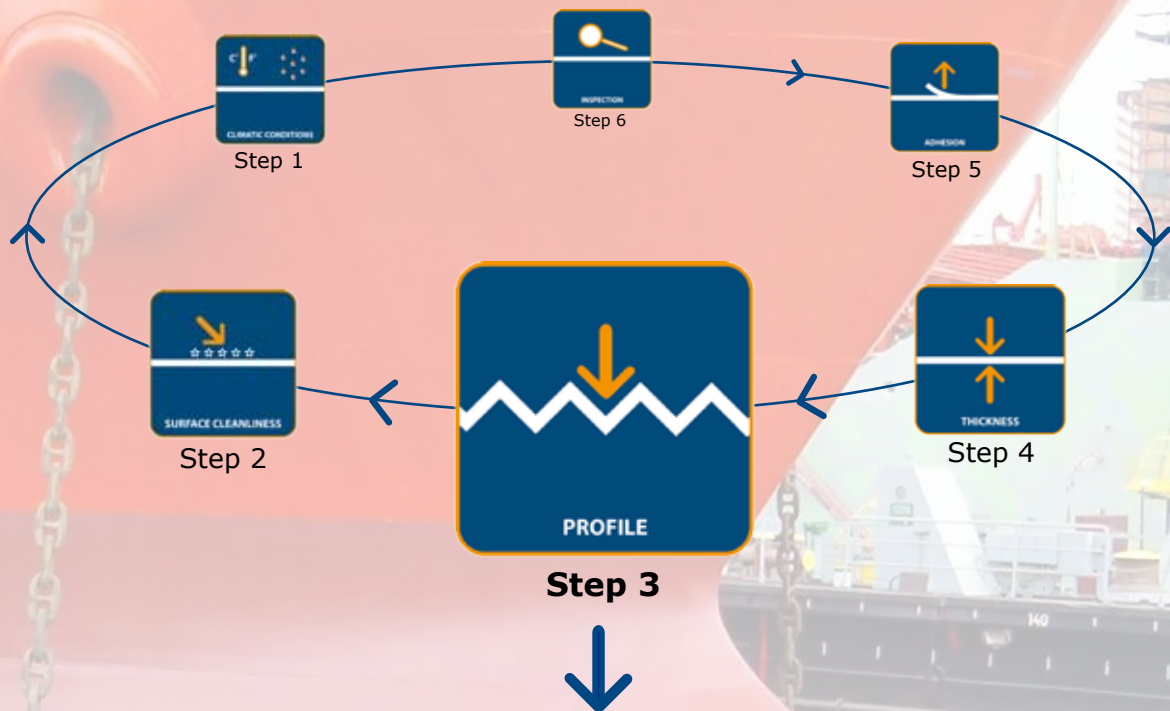 C° F°
CLIMATIC CONDITIONS
Step 1
INSPECTION
Step 6
ADHESION
Step 5
SURFACE CLEANLINESS
Step 2
PROFILE
Step 3
THICKNESS
Step 4
140